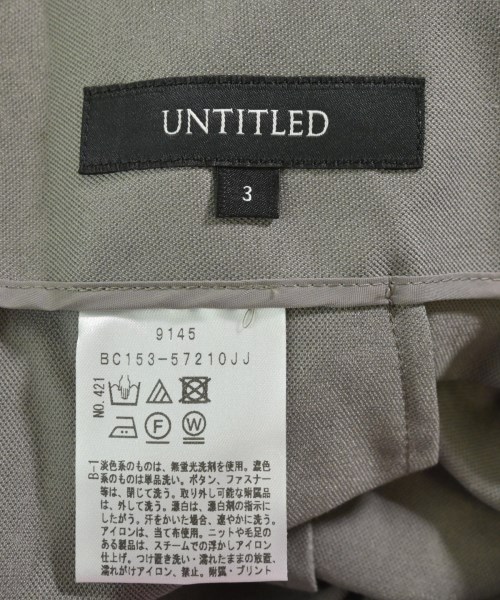 UNTITLED
3
9145
BC153-57210JJ
NO.421
F W
B-1
淡色系のものは、無蛍光洗剤を使用。濃色
系のものは単品洗い。ボタン、ファスナー
等は、閉じて洗う。取り外し可能な附属品
は、外して洗う。漂白は、漂白剤の指示に
したがう。汗をかいた場合、速やかに洗う。
アイロンは、当て布使用。ニットや毛足の
ある製品は、スチームでの浮かしアイロン
仕上げ。つけ置き洗い・濡れたままの放置、
濡れがけアイロン、禁止。附属・プリント